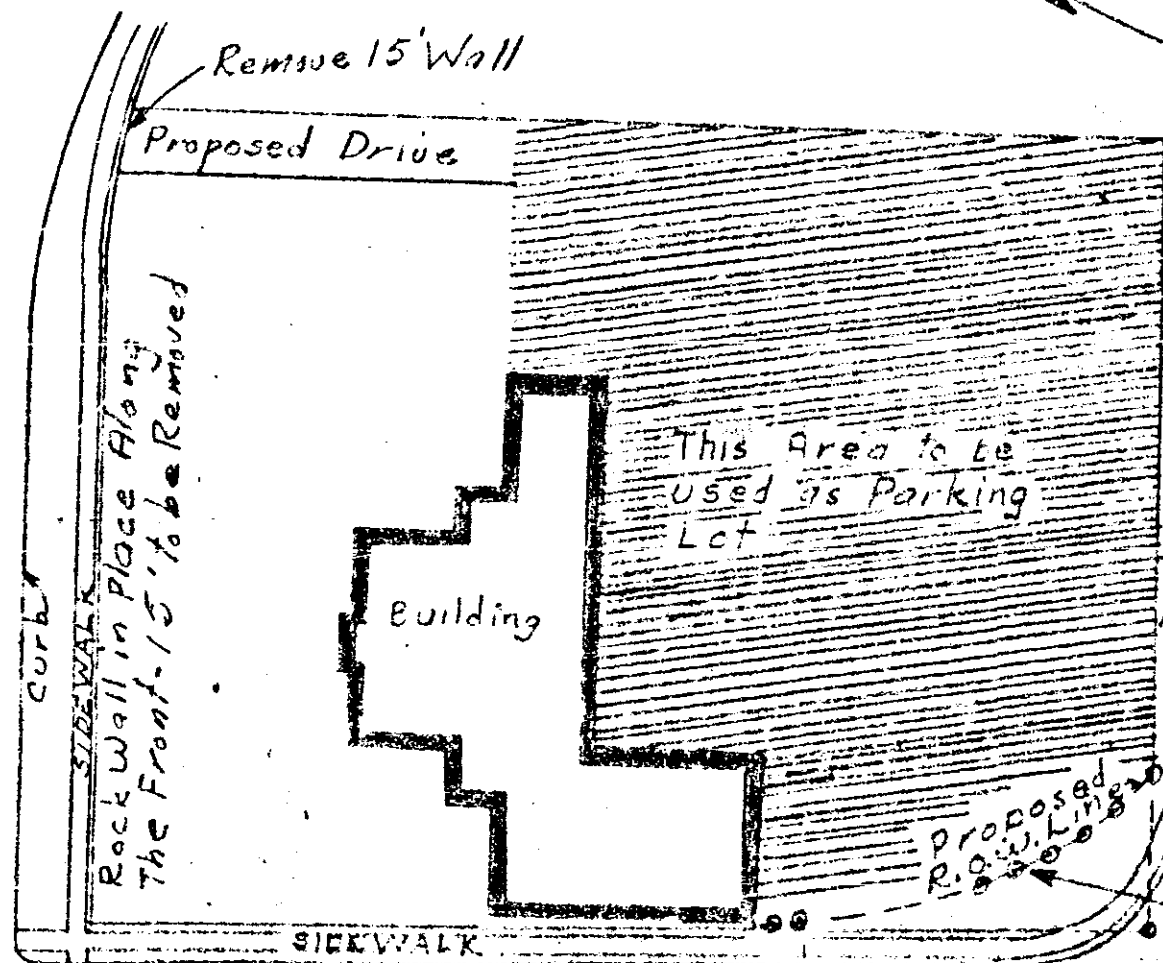 Remove 15' Wall
Proposed Drive
Rock Wall in Place Along
The Front - 15' to be Removed
Curb
SIDEWALK
This Area to be
used as Parking
Lot
Building
Proposed
R.O.W. Line
SIDEWALK